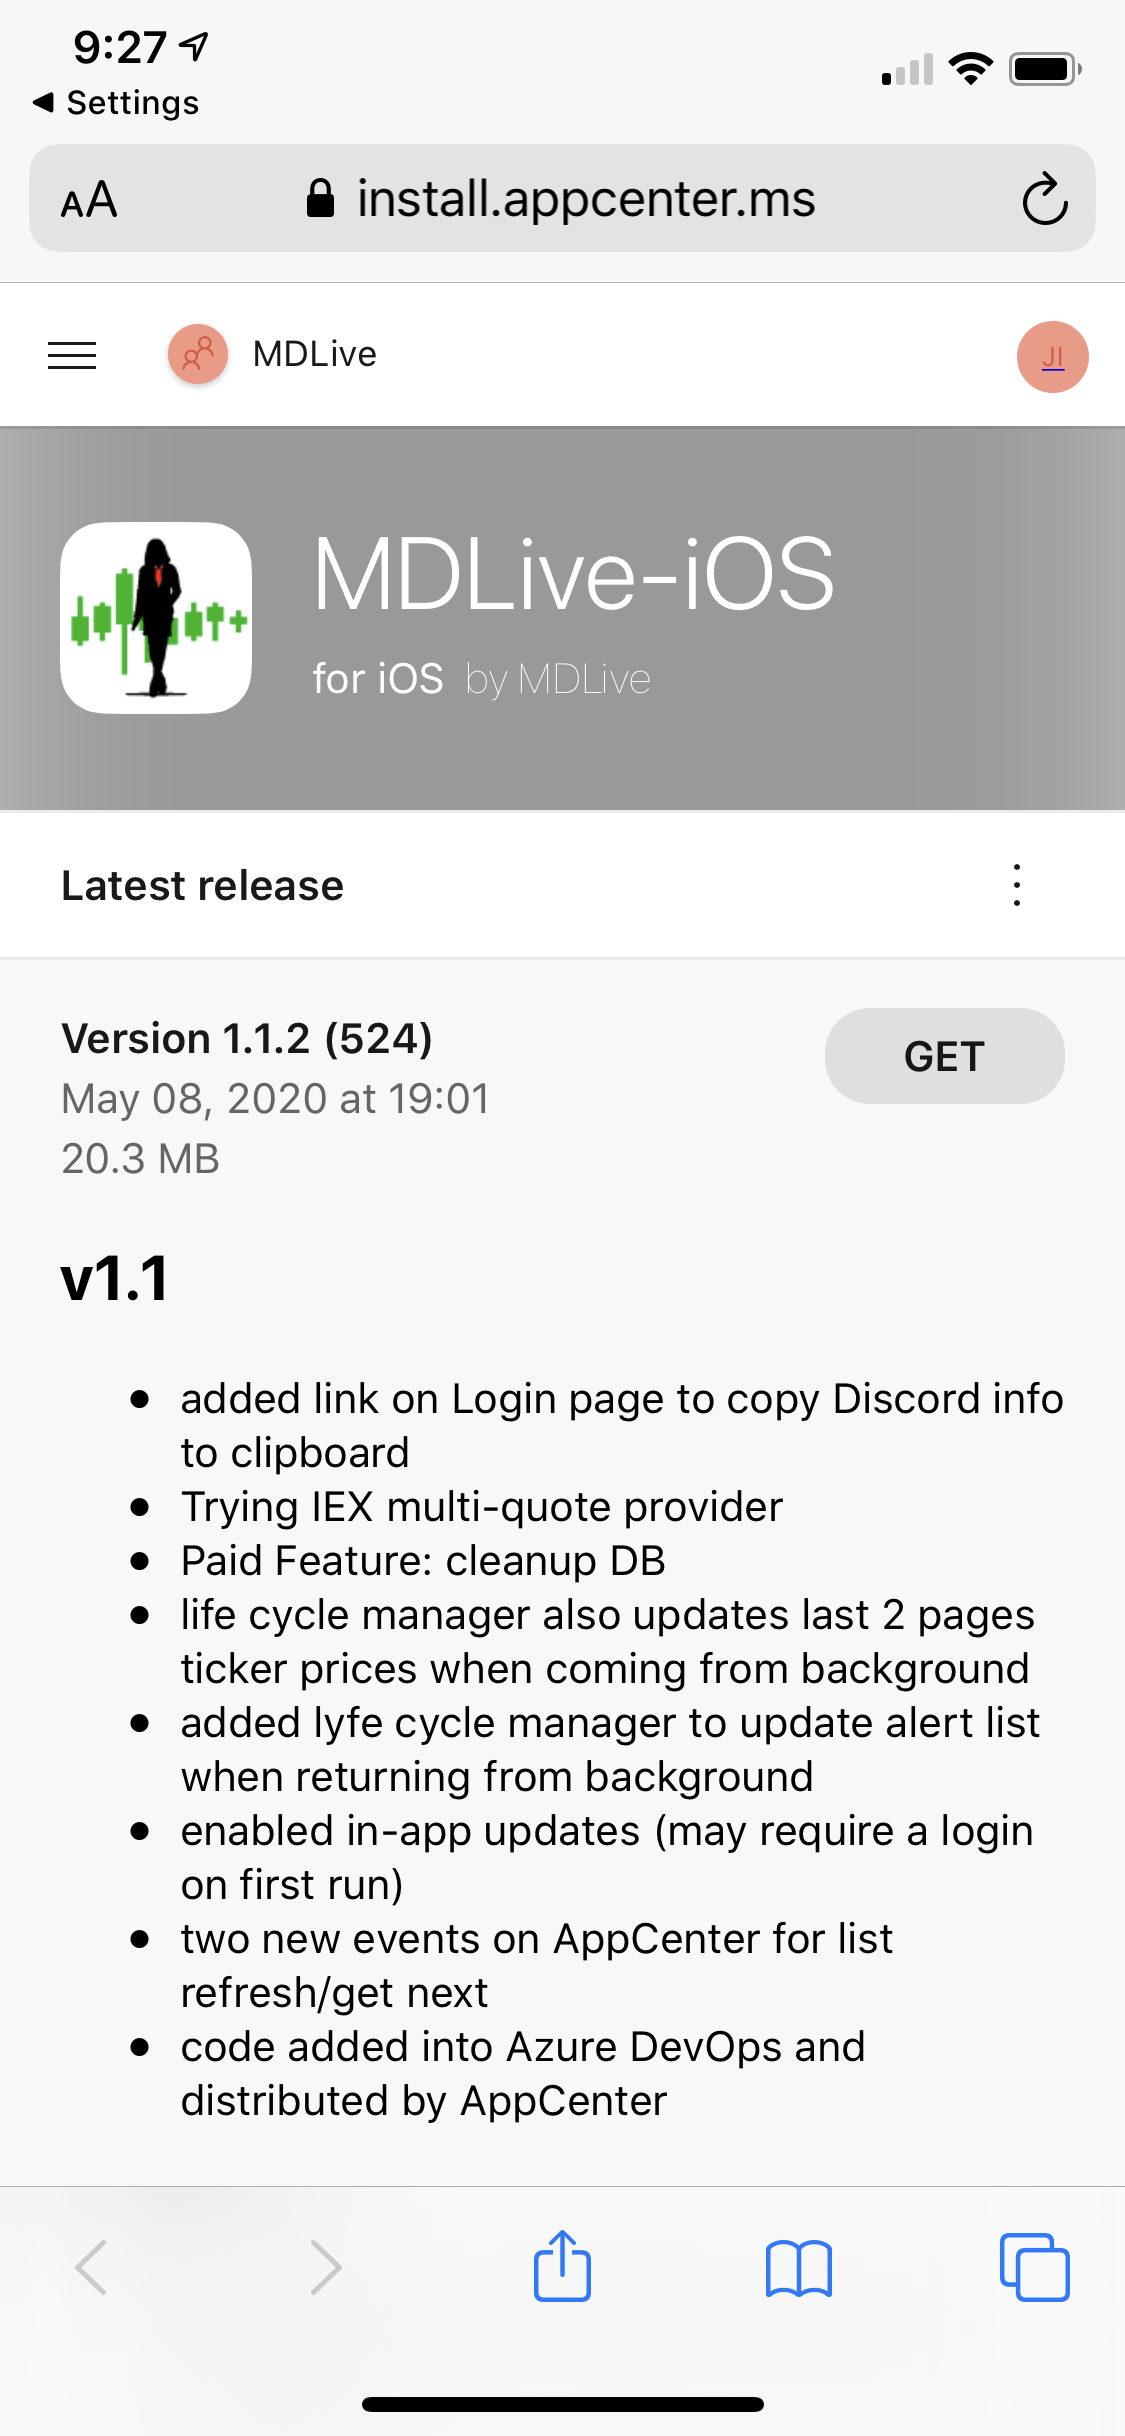 9:27
Settings
AA install.appcenter.ms
MDLive
JI
MDLive-iOS
for iOS by MDLive
Latest release
Version 1.1.2 (524)
GET
May 08, 2020 at 19:01
20.3 MB
v1.1
added link on Login page to copy Discord info
to clipboard
Trying IEX multi-quote provider
Paid Feature: cleanup DB
life cycle manager also updates last 2 pages
ticker prices when coming from background
added lyfe cycle manager to update alert list
when returning from background
enabled in-app updates (may require a login
on first run)
two new events on AppCenter for list
refresh/get next
code added into Azure DevOps and
distributed by AppCenter